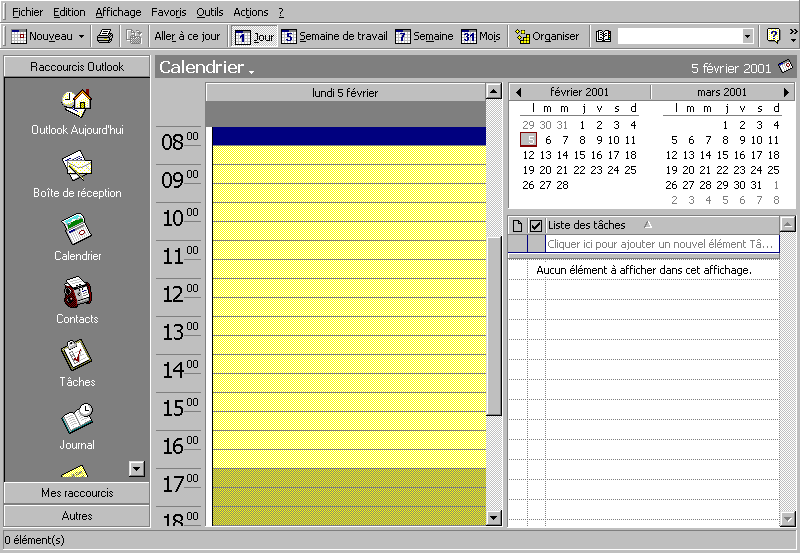 Fichier Edition Affichage Favoris Outils Actions ?
Nouveau Aller à ce jour 1 Jour 5 Semaine de travail 7 Semaine 31 Mois Organiser ?
Raccourcis Outlook
Outlook Aujourd'hui
Boîte de réception
Calendrier
Contacts
Tâches
Journal
Mes raccourcis
Autres
Calendrier 5 février 2001
lundi 5 février
08 00
09 00
10 00
11 00
12 00
13 00
14 00
15 00
16 00
17 00
18 00
février 2001
l m m j v s d
29 30 31 1 2 3 4
5 6 7 8 9 10 11
12 13 14 15 16 17 18
19 20 21 22 23 24 25
26 27 28
mars 2001
l m m j v s d
1 2 3 4
5 6 7 8 9 10 11
12 13 14 15 16 17 18
19 20 21 22 23 24 25
26 27 28 29 30 31 1
2 3 4 5 6 7 8
Liste des tâches
Cliquer ici pour ajouter un nouvel élément Tâ...
Aucun élément à afficher dans cet affichage.
0 élément(s)